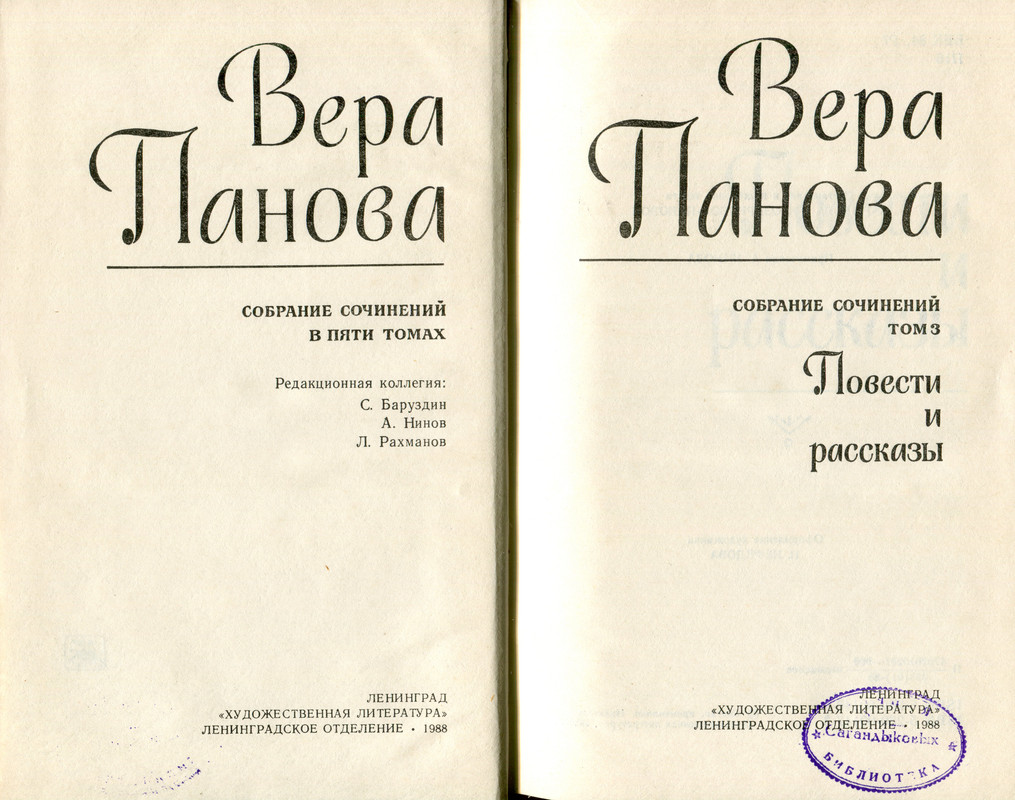 Вера
Панова
СОБРАНИЕ СОЧИНЕНИЙ
В ПЯТИ ТОМАХ
Редакционная коллегия:
С. Баруздин
А. Нинов
Л. Рахманов
ЛЕНИНГРАД
«ХУДОЖЕСТВЕННАЯ ЛИТЕРАТУРА»
ЛЕНИНГРАДСКОЕ ОТДЕЛЕНИЕ • 1988
Вера
Панова
СОБРАНИЕ СОЧИНЕНИЙ
ТОМ 3
Повести
и
рассказы
ЛЕНИНГРАД
«ХУДОЖЕСТВЕННАЯ ЛИТЕРАТУРА»
ЛЕНИНГРАДСКОЕ ОТДЕЛЕНИЕ • 1988
Сагандыковых
БИБЛИОТЕКА